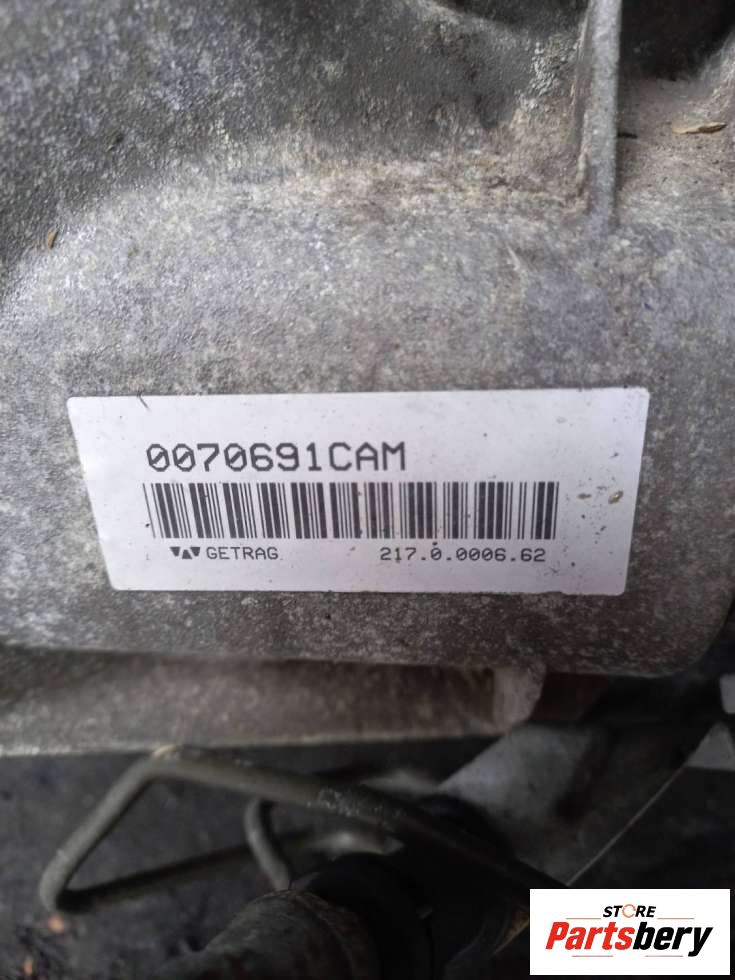 0070691CAM
GETRAG
217.0.0006.62
STORE
Partsbery